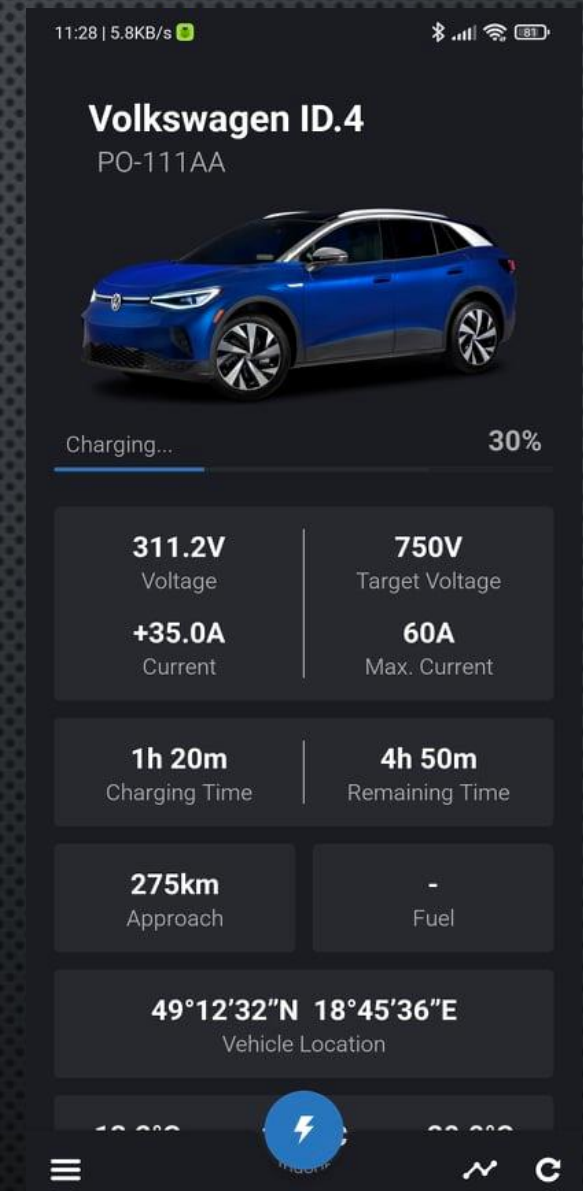 11:28 | 5.8KB/s 81
Volkswagen ID.4
PO-111AA
Charging... 30%
311.2V 750V
Voltage Target Voltage
+35.0A 60A
Current Max. Current
1h 20m 4h 50m
Charging Time Remaining Time
275km -
Approach Fuel
49°12’32”N 18°45’36”E
Vehicle Location